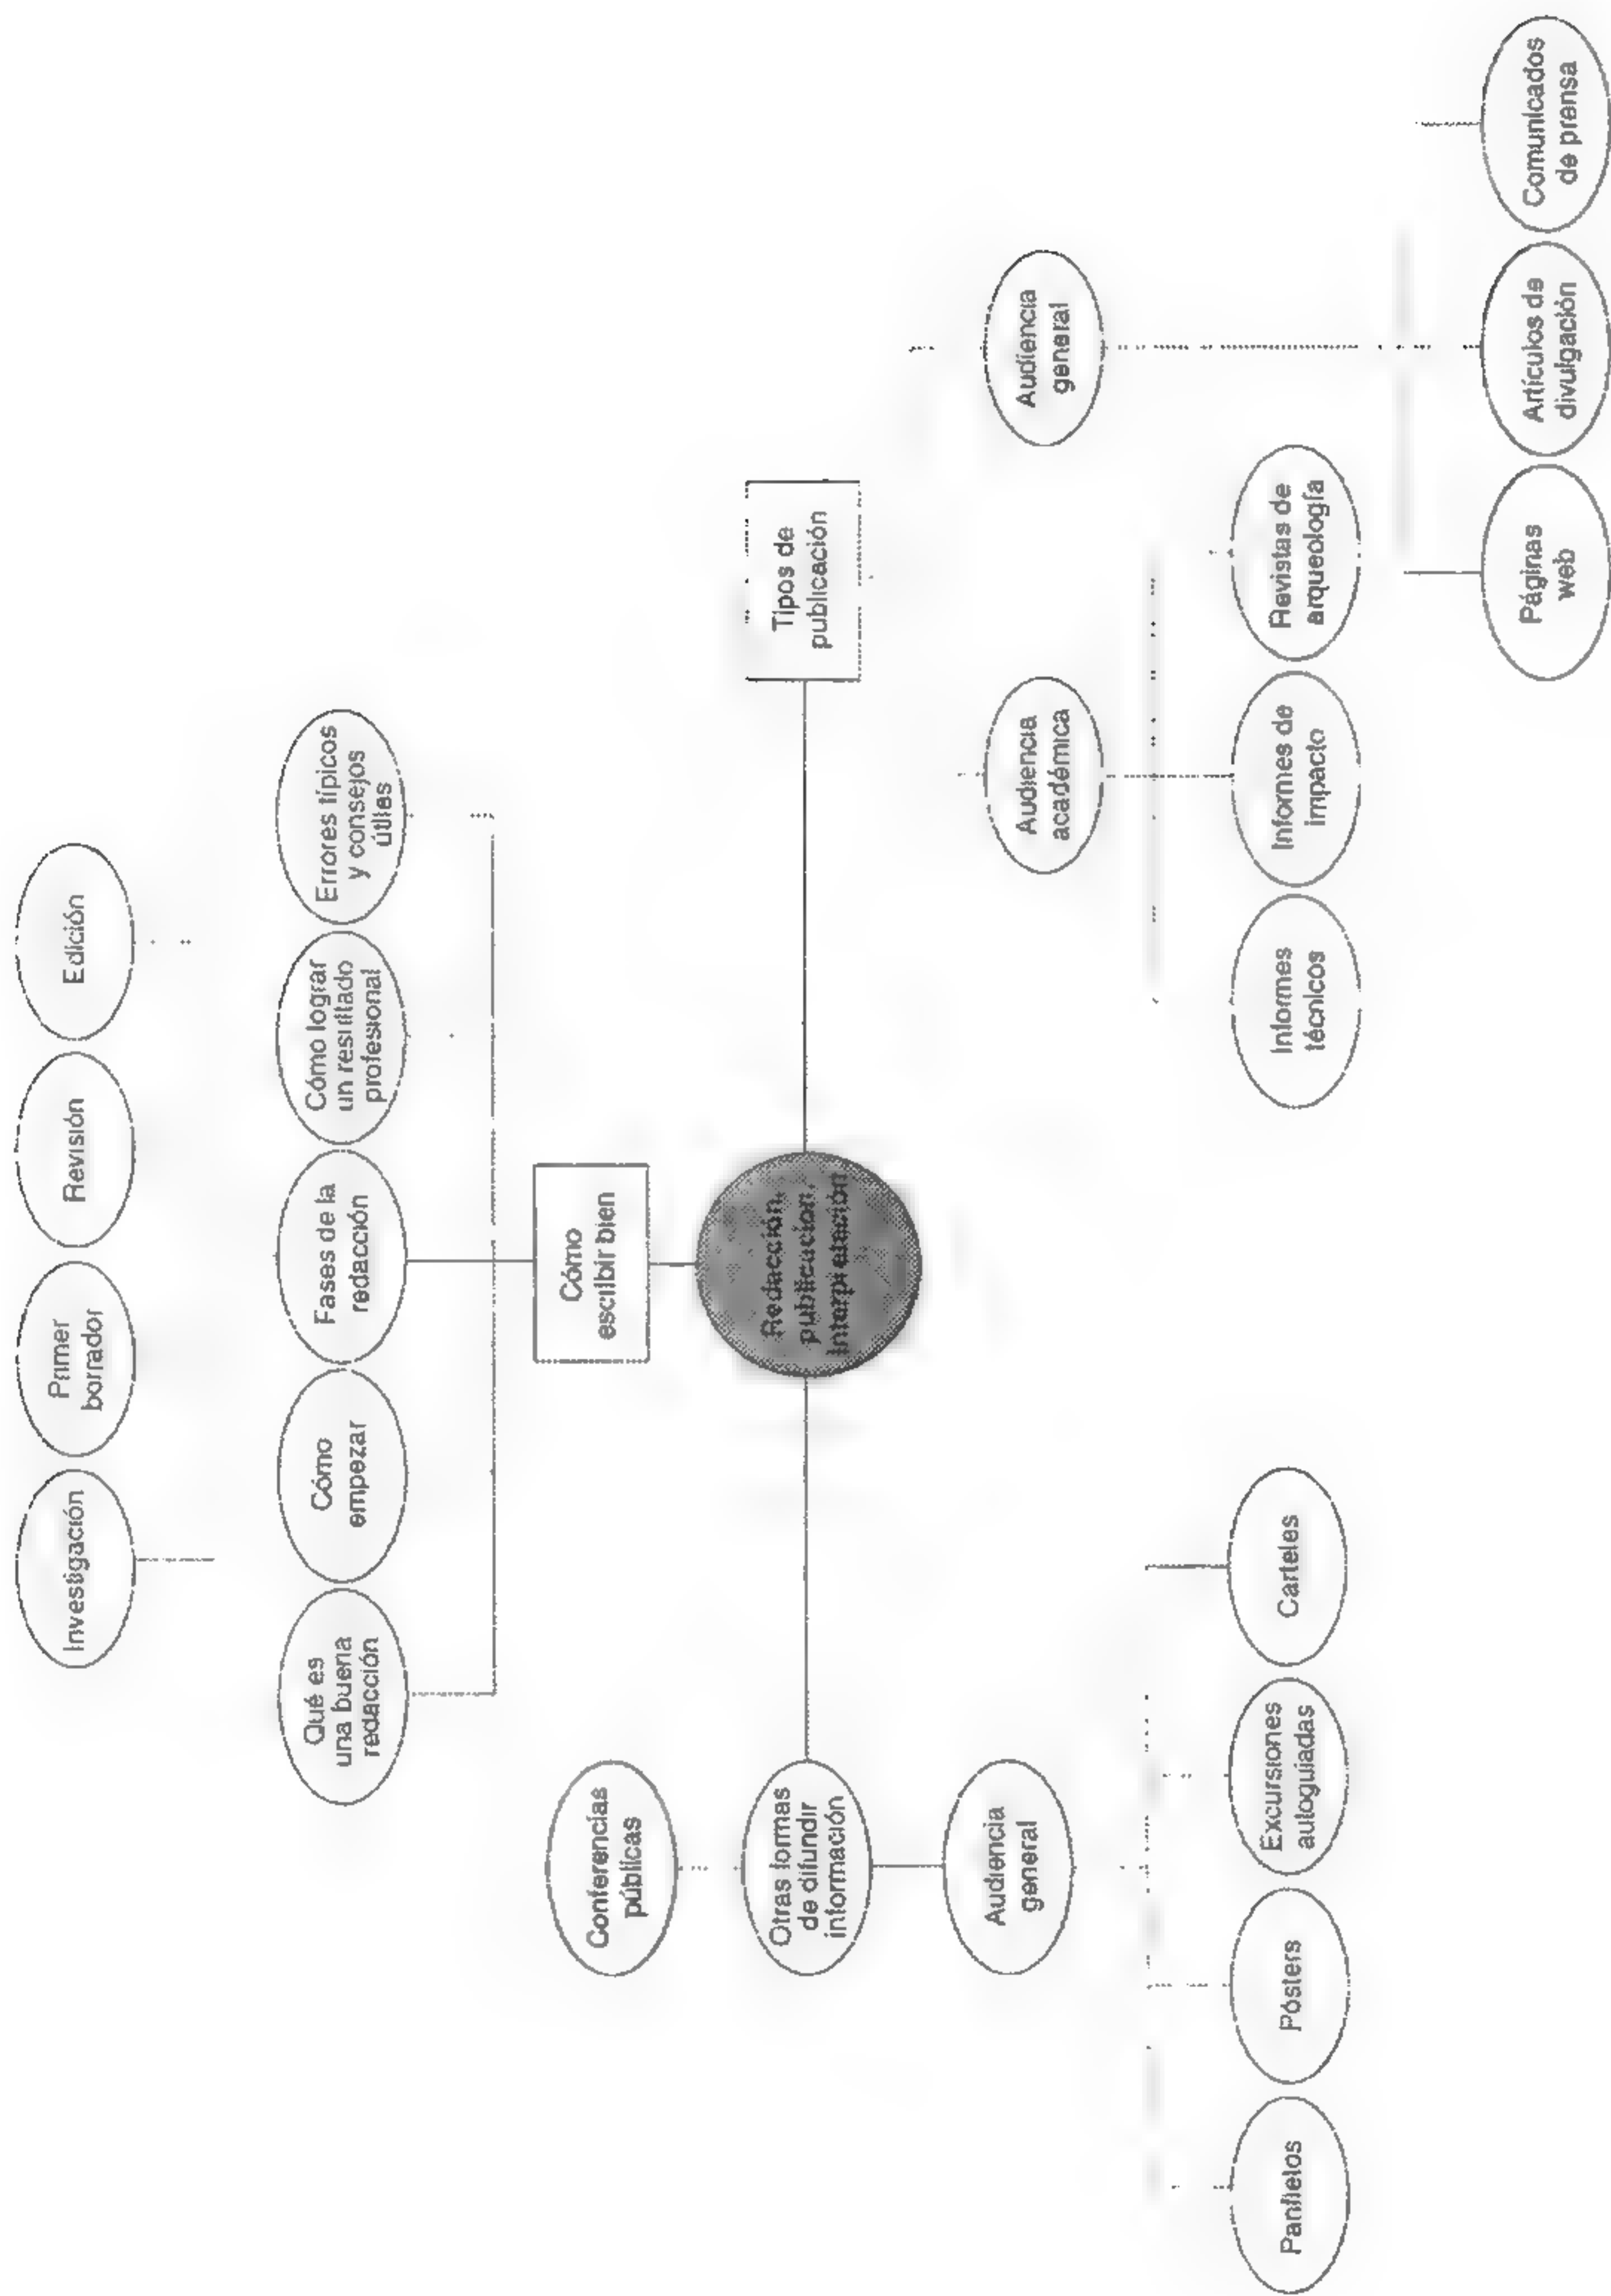 Investigación
Primer
borrador
Revisión
Edición
Qué es
una buena
redacción
Cómo
empezar
Fases de la
redacción
Cómo lograr
un resultado
profesional
Errores típicos
y consejos
útiles
Cómo
escribir bien
Conferencias
públicas
Otras formas
de difundir
información
Redacción,
publicación,
interpretación
Tipos de
publicación
Audiencia
general
Audiencia
académica
Audiencia
general
Panfletos
Pósters
Excursiones
autoguiadas
Carteles
Informes
técnicos
Informes de
impacto
Revistas de
arqueología
Páginas
web
Artículos de
divulgación
Comunicados
de prensa